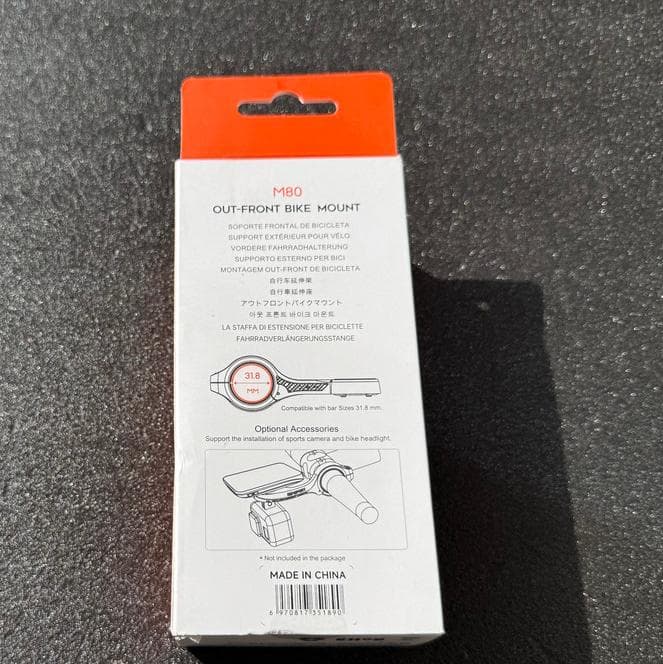 M80
OUT-FRONT BIKE MOUNT
SOPORTE FRONTAL DE BICICLETA
SUPPORT EXTÉRIEUR POUR VÉLO
VORDERE FAHRRADHALTERUNG
SUPPORTO ESTERNO PER BICI
MONTAGEM OUT-FRONT DE BICICLETA
自行车延伸架
自行車延伸座
アウトフロントバイクマウント
아웃 프론트 바이크 마운트
LA STAFFA DI ESTENSIONE PER BICICLETTE
FAHRRADVERLÄNGERUNGSSTANGE
31.8
MM
Compatible with bar Sizes 31.8 mm.
Optional Accessories
Support the installation of sports camera and bike headlight.
* Not included in the package
MADE IN CHINA
6 970817 351890